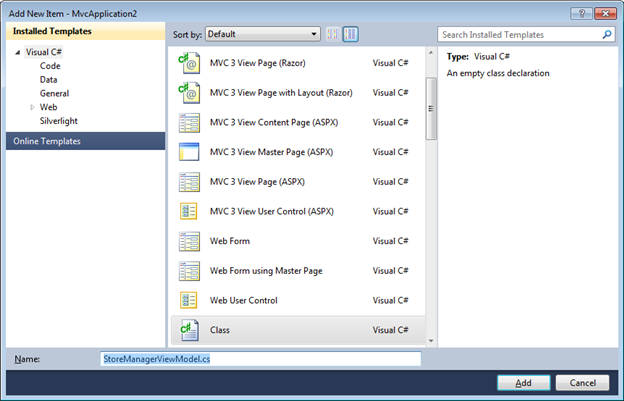 Add New Item - MvcApplication2
Installed Templates
Sort by: Default
Search Installed Templates
Visual C#
Code
Data
General
Web
Silverlight
Online Templates
MVC 3 View Page (Razor) Visual C#
MVC 3 View Page with Layout (Razor) Visual C#
MVC 3 View Content Page (ASPX) Visual C#
MVC 3 View Master Page (ASPX) Visual C#
MVC 3 View Page (ASPX) Visual C#
MVC 3 View User Control (ASPX) Visual C#
Web Form Visual C#
Web Form using Master Page Visual C#
Web User Control Visual C#
Class Visual C#
Type: Visual C#
An empty class declaration
Name: StoreManagerViewModel.cs
Add Cancel